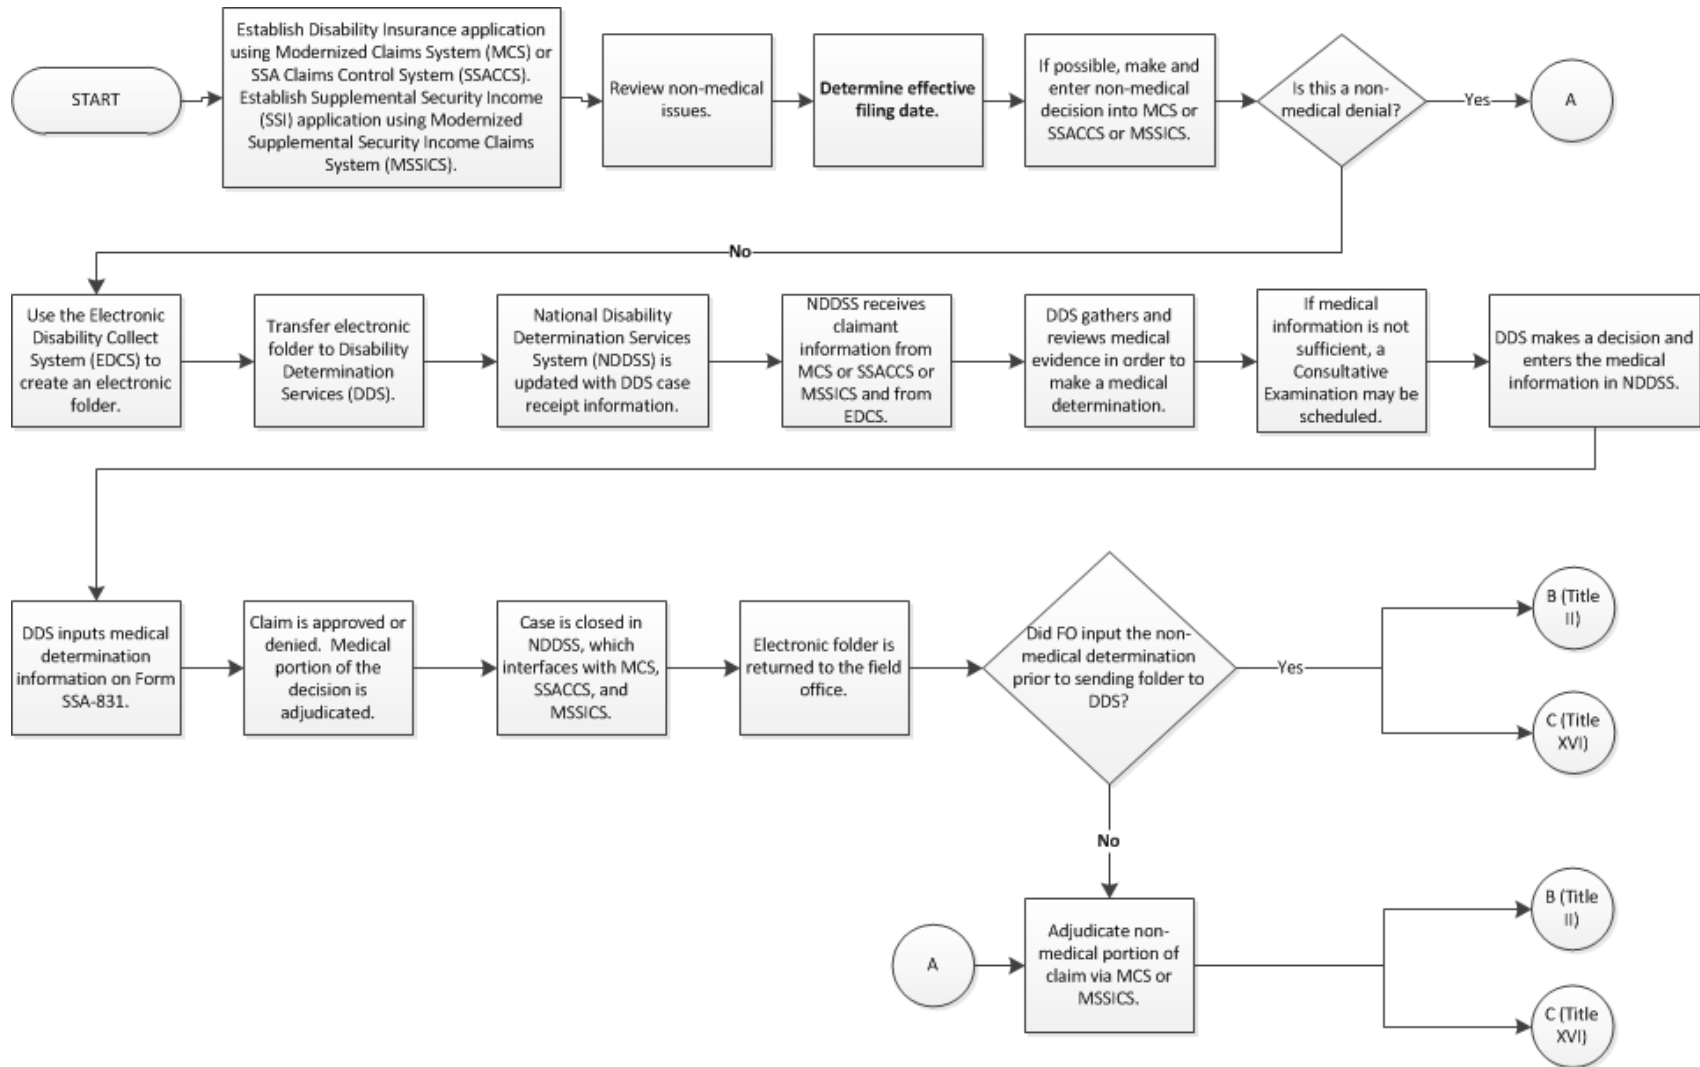 START
Establish Disability Insurance application
using Modernized Claims System (MCS) or
SSA Claims Control System (SSACCS).
Establish Supplemental Security Income
(SSI) application using Modernized
Supplemental Security Income Claims
System (MSSICS).
Review non-medical
issues.
Determine effective
filing date.
If possible, make and
enter non-medical
decision into MCS or
SSACCS or MSSICS.
Is this a non-
medical denial?
Yes
A
No
Use the Electronic
Disability Collect
System (EDCS) to
create an electronic
folder.
Transfer electronic
folder to Disability
Determination
Services (DDS).
National Disability
Determination Services
System (NDDSS) is
updated with DDS case
receipt information.
NDDSS receives
claimant
information from
MCS or SSACCS or
MSSICS and from
EDCS.
DDS gathers and
reviews medical
evidence in order to
make a medical
determination.
If medical
information is not
sufficient, a
Consultative
Examination may be
scheduled.
DDS makes a decision and
enters the medical
information in NDDSS.
DDS inputs medical
determination
information on Form
SSA-831.
Claim is approved or
denied.  Medical
portion of the
decision is
adjudicated.
Case is closed in
NDDSS, which
interfaces with MCS,
SSACCS, and
MSSICS.
Electronic folder is
returned to the field
office.
Did FO input the non-
medical determination
prior to sending folder to
DDS?
Yes
B (Title
II)
C (Title
XVI)
No
A
Adjudicate non-
medical portion of
claim via MCS or
MSSICS.
B (Title
II)
C (Title
XVI)